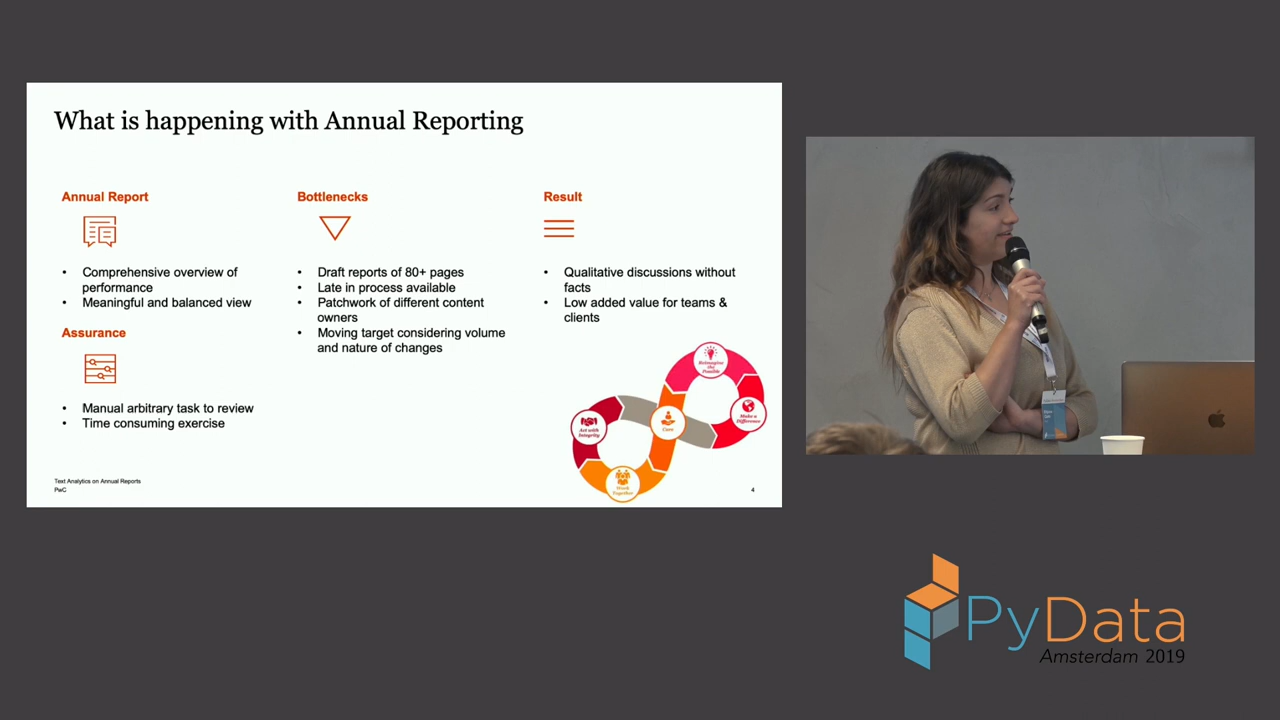 What is happening with Annual Reporting
Annual Report
• Comprehensive overview of
performance
• Meaningful and balanced view
Assurance
• Manual arbitrary task to review
• Time consuming exercise
Bottlenecks
• Draft reports of 80+ pages
• Late in process available
• Patchwork of different content
owners
• Moving target considering volume
and nature of changes
Result
• Qualitative discussions without
facts
• Low added value for teams &
clients
Reimagine
the
Possible
Make a
Difference
Care
Act with
Integrity
Work
Together
Text Analytics on Annual Reports
PwC
4
PyData
Amsterdam 2019